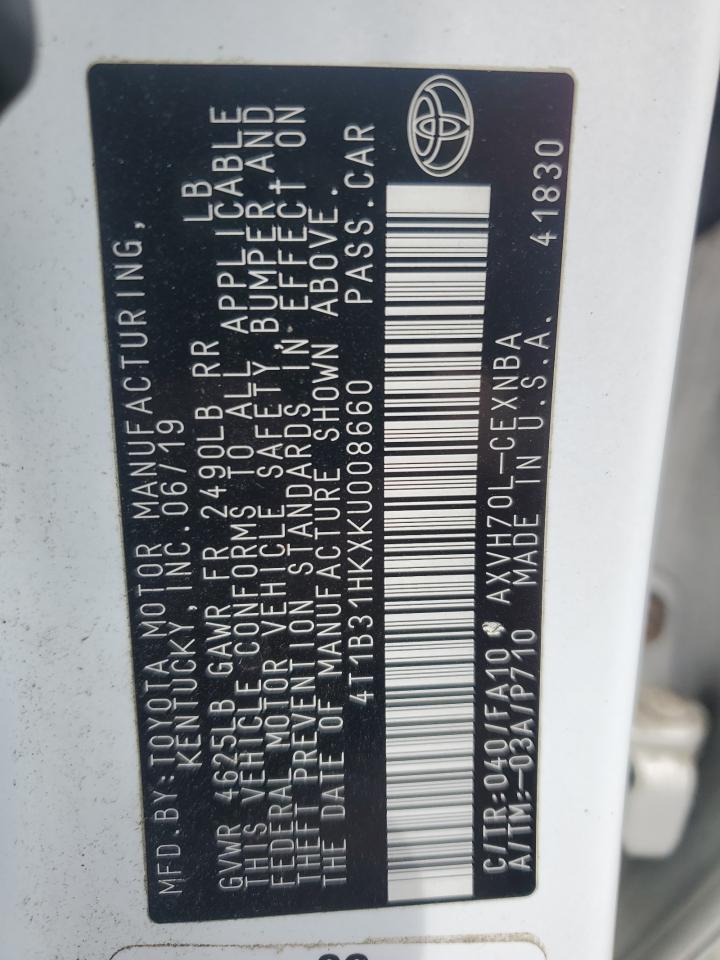 MFD.BY:TOYOTA MOTOR MANUFACTURING,
KENTUCKY, INC.06/19
GVWR 4625LB GAWR FR 2490LB RR LB
THIS VEHICLE CONFORMS TO ALL APPLICABLE
FEDERAL MOTOR VEHICLE SAFETY,BUMPER,AND
THEFT PREVENTION STANDARDS IN EFFECT ON
THE DATE OF MANUFACTURE SHOWN ABOVE.
4T1B31HKXKU008660 PASS.CAR
C/TR:040/FA10 AXVH70L-CEXNBA
A/TM:-03A/P710 MADE IN U.S.A. 41830